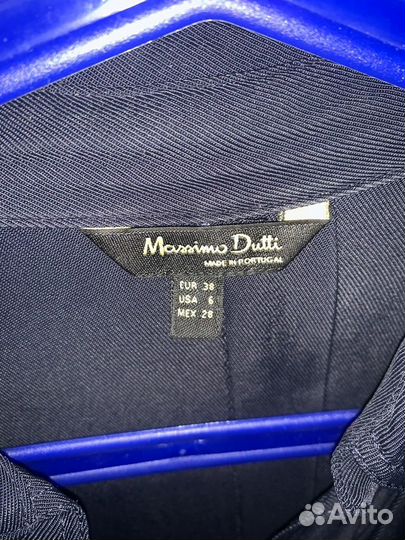 Massimo Dutti
MADE IN PORTUGAL
EUR 38
USA 6
MEX 28
Avito